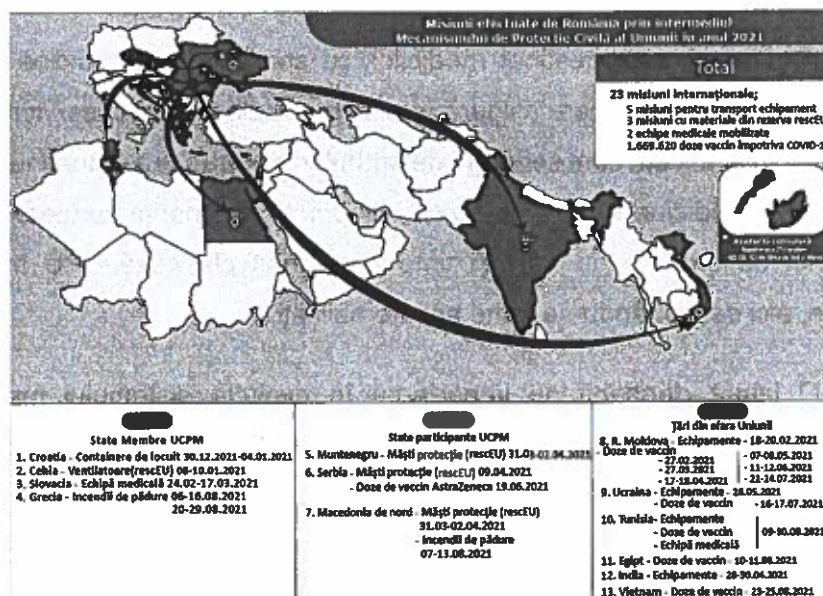 Misiuni efectuate de România prin intermediul
Mecanismului de Protecție Civilă al Uniunii în anul 2021
Total
23 misiuni internaționale;
5 misiuni pentru transport echipament
3 misiuni cu materiale din rezerva rescEU
2 echipe medicale mobilizate
1.669.620 doze vaccin împotriva COVID-19
Asistență consulară
State Membre UCPM
1. Croatia - Containere de locuit 30.12.2021-04.01.2021
2. Cehia - Ventilatoare(rescEU) 08-10.01.2021
3. Slovacia - Echipă medicală 24.02-17.03.2021
4. Grecia - Incendii de pădure 06-16.08.2021
20-29.08.2021
State participante UCPM
5. Muntenegru - Măști protecție (rescEU) 31.03-02.04.2021
6. Serbia - Măști protecție (rescEU) 09.04.2021
- Doze de vaccin AstraZeneca 19.06.2021
7. Macedonia de nord - Măști protecție (rescEU)
31.03-02.04.2021
- Incendii de pădure
07-13.08.2021
Țări din afara Uniunii
8. R. Moldova - Echipamente - 18-20.02.2021
- Doze de vaccin - 07-08.05.2021
- 27.02.2021 - 11-12.06.2021
- 27.03.2021 - 21-24.07.2021
- 17-18.04.2021
9. Ucraina - Echipamente - 28.05.2021
- Doze de vaccin - 16-17.07.2021
10. Tunisia- Echipamente
- Doze de vaccin
- Echipă medicală
11. Egipt - Doze de vaccin - 10-11.08.2021
12. India - Echipamente - 28-30.04.2021
13. Vietnam - Doze de vaccin - 23-25.08.2021